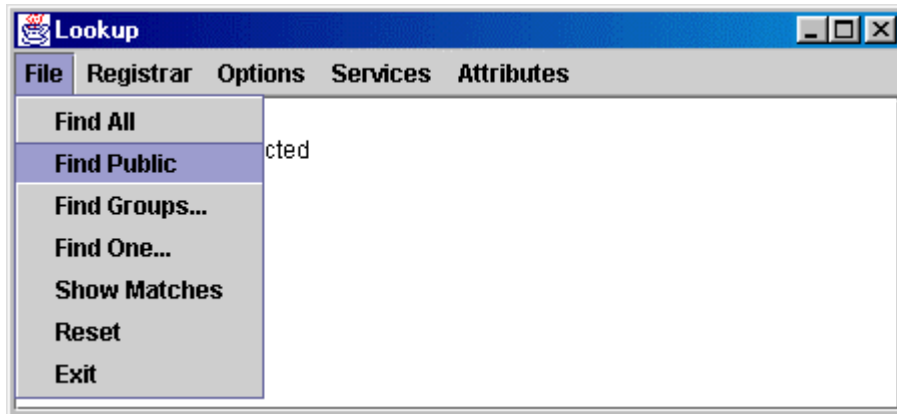 Lookup
File Registrar Options Services Attributes
Find All
Find Public
cted
Find Groups...
Find One...
Show Matches
Reset
Exit